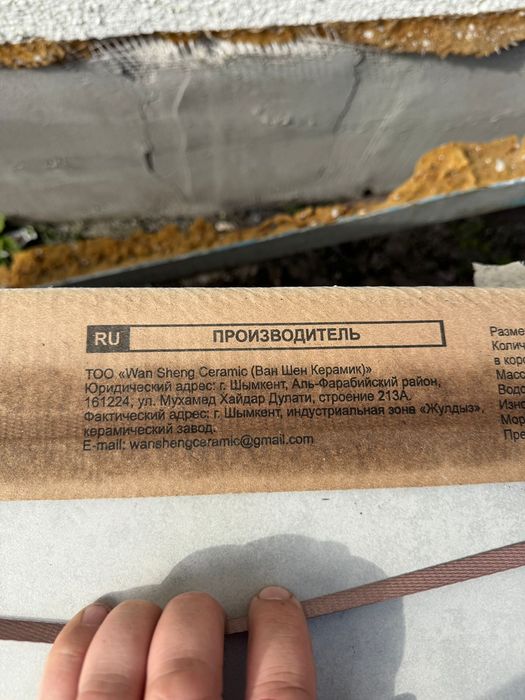 RU
ПРОИЗВОДИТЕЛЬ
ТОО «Wan Sheng Ceramic (Ван Шен Керамик)»
Юридический адрес: г. Шымкент, Аль-Фарабийский район,
161224, ул. Мухамед Хайдар Дулати, строение 213А.
Фактический адрес: г. Шымкент, индустриальная зона «Жулдыз»,
керамический завод.
E-mail: wanshengceramic@gmail.com
в